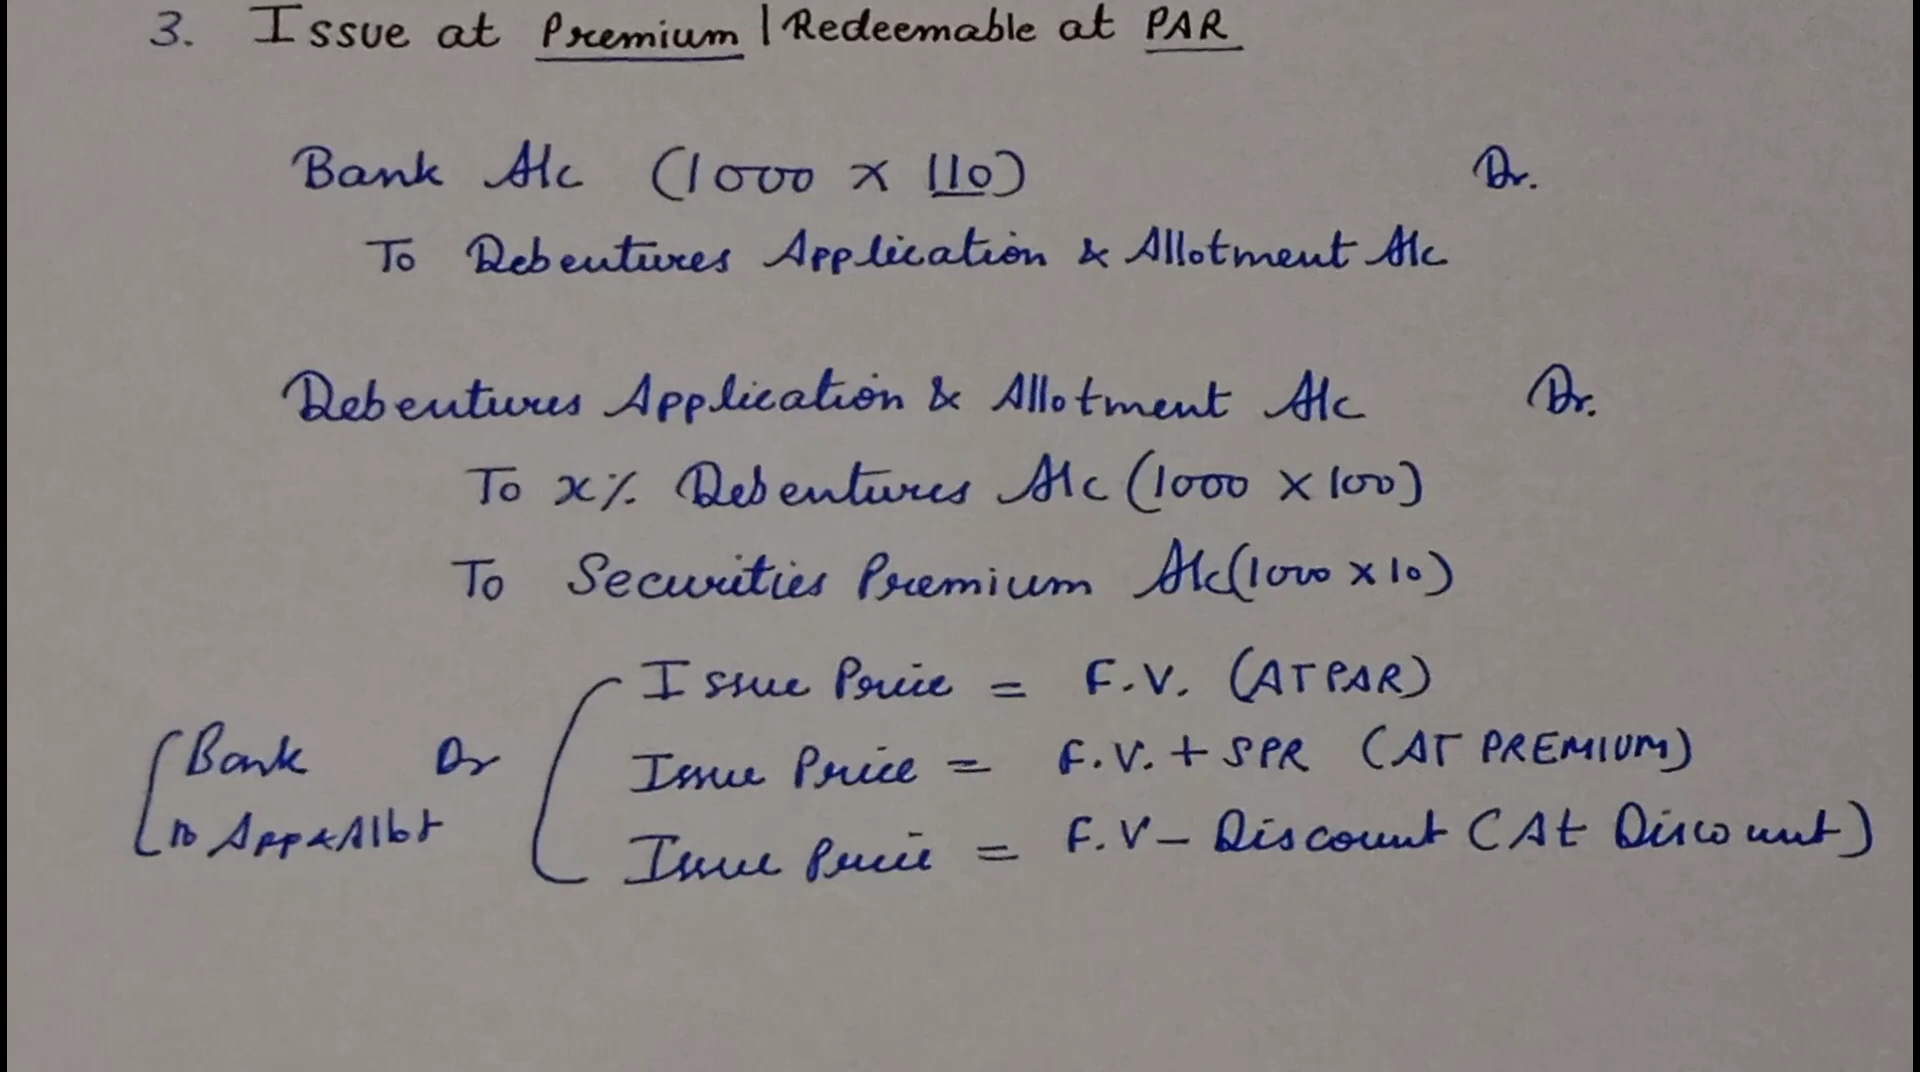 3. Issue at Premium | Redeemable at PAR
Bank A/c (1000 x 110) Dr.
To Debentures Application & Allotment A/c
Debentures Application & Allotment A/c Dr.
To x% Debentures A/c (1000 x 100)
To Securities Premium A/c (1000 x 10)
Issue Price = F.V. (AT PAR)
Bank Dr
Issue Price = F.V. + SPR (AT PREMIUM)
To App & Allot
Issue Price = F.V - Discount (At Discount)